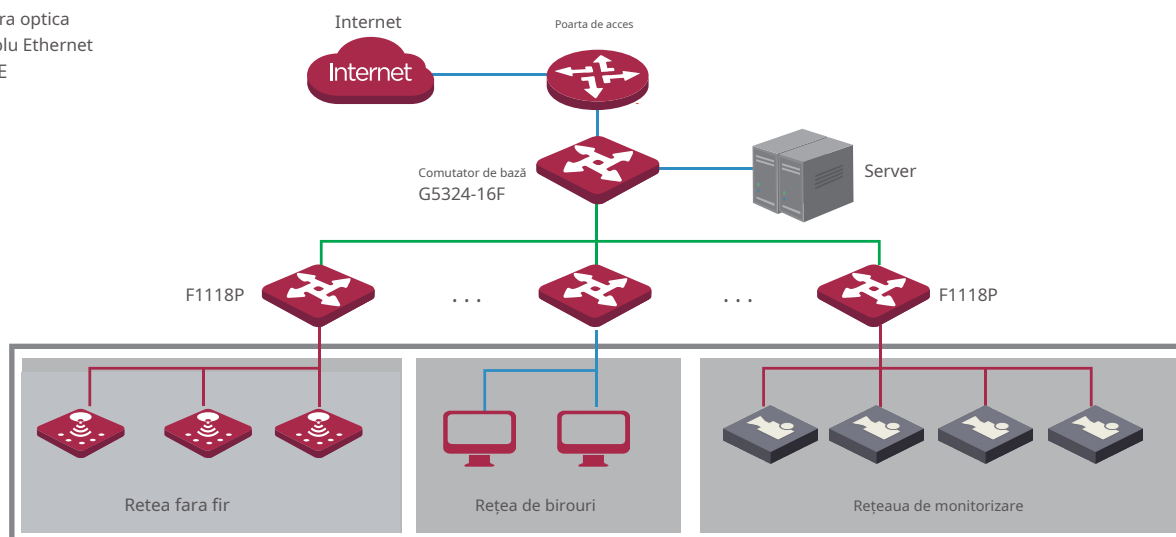 ra optica
Internet
Poarta de acces
lu Ethernet
E
Internet
Comutator de bază
G5324-16F
Server
F1118P
. . .
. . .
F1118P
Retea fara fir
Rețea de birouri
Rețeaua de monitorizare